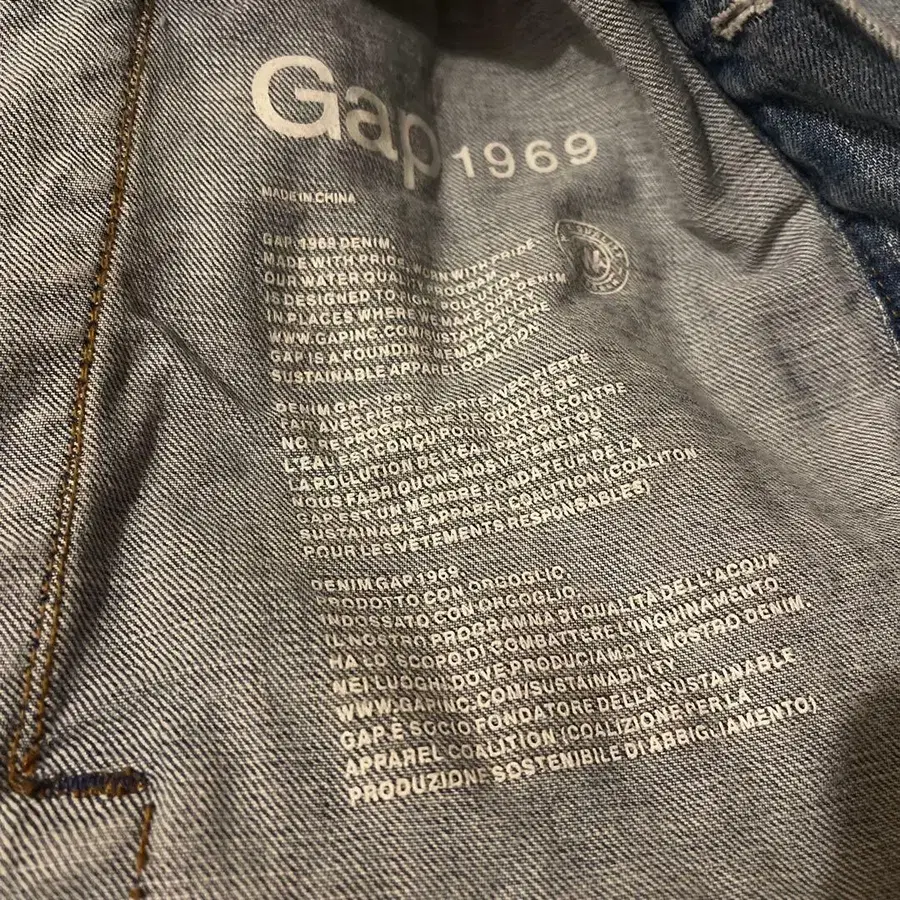 Gap 1969
MADE IN CHINA
GAP 1969 DENIM.
MADE WITH PRIDE. WORN WITH PRIDE.
OUR WATER QUALITY PROGRAM
IS DESIGNED TO FIGHT POLLUTION
IN PLACES WHERE WE MAKE OUR DENIM
WWW.GAPINC.COM/SUSTAINABILITY
GAP IS A FOUNDING MEMBER OF THE
SUSTAINABLE APPAREL COALITION.
DENIM GAP 1969.
FAIT AVEC FIERTÉ. PORTÉ AVEC FIERTÉ
NOTRE PROGRAMME DE QUALITÉ DE
L'EAU EST CONÇU POUR LUTTER CONTRE
LA POLLUTION DE L'EAU PARTOUT OÙ
NOUS FABRIQUONS NOS VÊTEMENTS.
GAP EST UN MEMBRE FONDATEUR DE LA
SUSTAINABLE APPAREL COALITION (COALITON
POUR LES VÊTEMENTS RESPONSABLES)
DENIM GAP 1969
PRODOTTO CON ORGOGLIO.
INDOSSATO CON ORGOGLIO.
IL NOSTRO PROGRAMMA DI QUALITÀ DELL'ACQUA
HA LO SCOPO DI COMBATTERE L'INQUINAMENTO
NEI LUOGHI DOVE PRODUCIAMO IL NOSTRO DENIM.
WWW.GAPINC.COM/SUSTAINABILITY
GAP È SOCIO FONDATORE DELLA SUSTAINABLE
APPAREL COALITION (COALIZIONE PER LA
PRODUZIONE SOSTENIBILE DI ABBIGLIAMENTO)